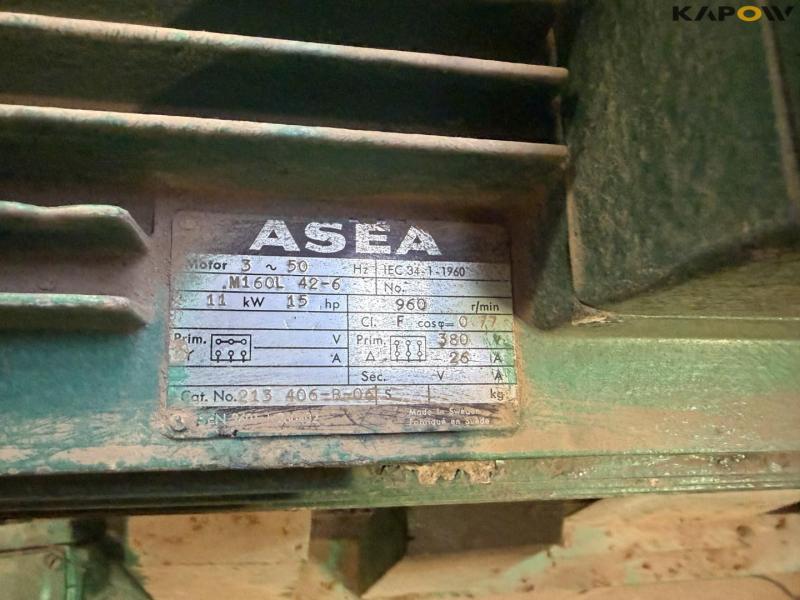 KAPOW
ASEA
Motor 3 ~ 50 Hz IEC 34-1-1960
M160L 42-6 No.
11 kW 15 hp 960 r/min
Cl. F cosφ= 0 77
Prim. V Prim. 380 V
Y A △ 26 A
Sec. V A
Cat. No. 213 406-B-06 S kg
Made in Sweden
Fabriqué en Suède